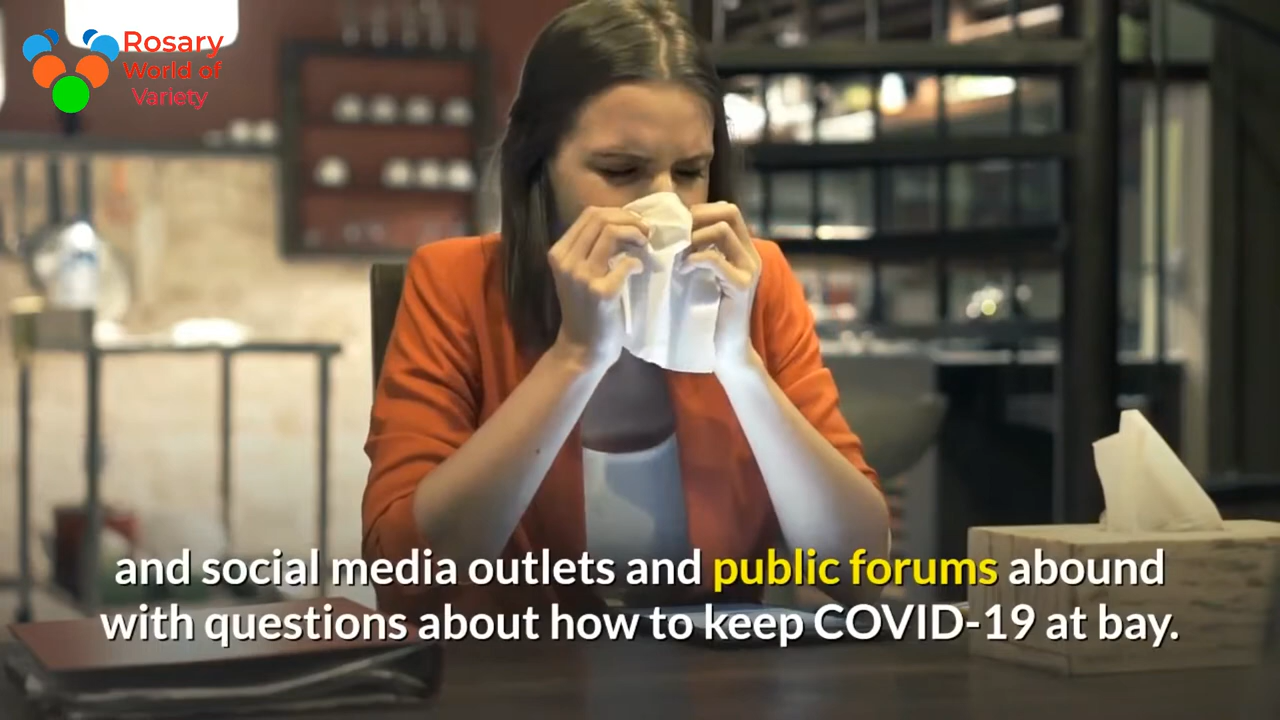 Rosary
World of
Variety
and social media outlets and public forums abound
with questions about how to keep COVID-19 at bay.